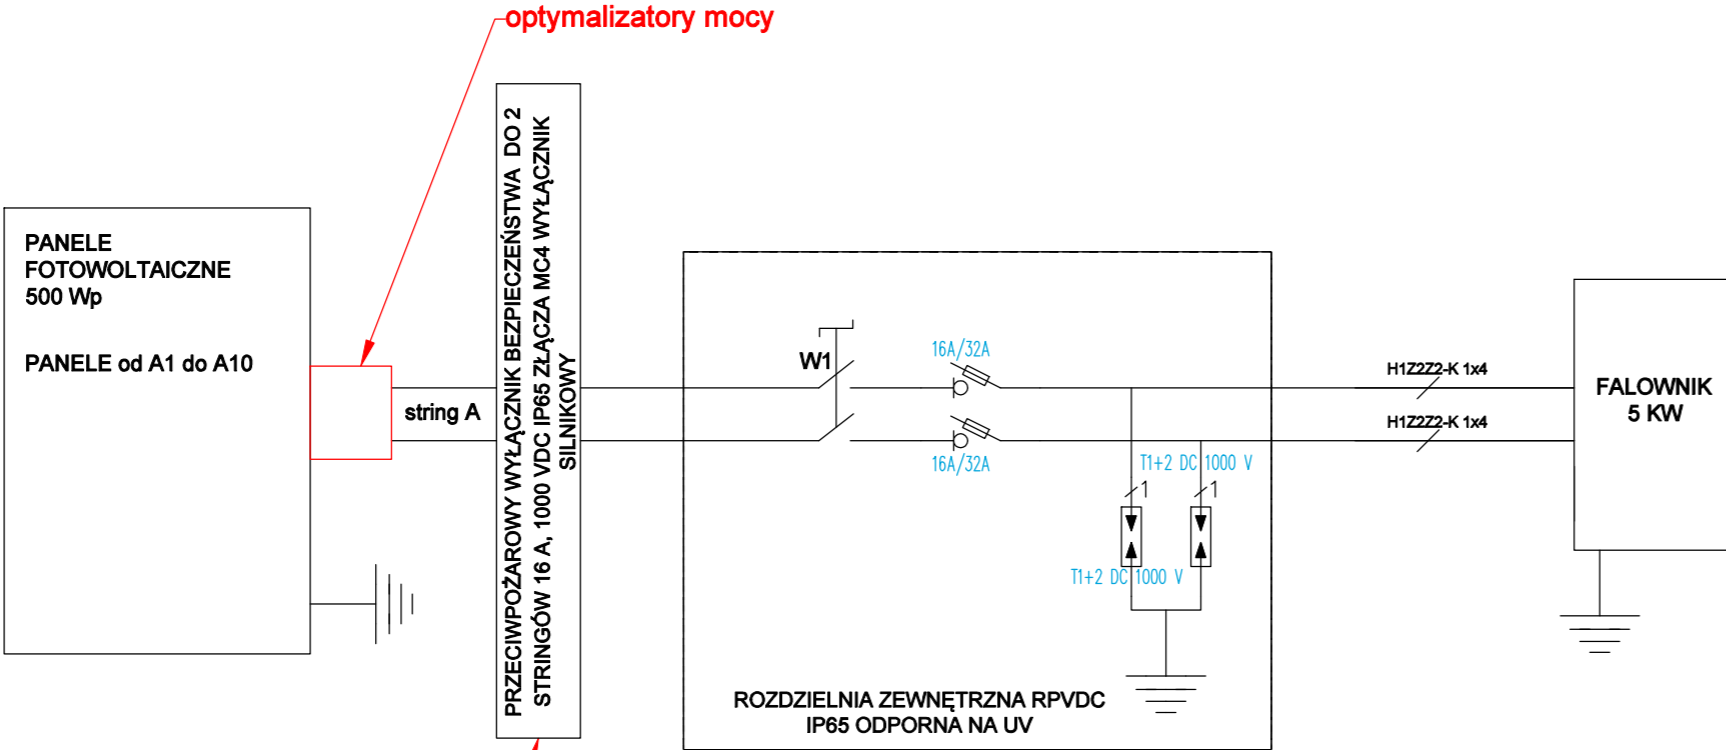 optymalizatory mocy
PANELE
FOTOWOLTAICZNE
500 Wp
PANELE od A1 do A10
string A
PRZECIWPOŻAROWY WYŁĄCZNIK BEZPIECZEŃSTWA DO 2
STRINGÓW 16 A, 1000 VDC IP65 ZŁĄCZA MC4 WYŁĄCZNIK
SILNIKOWY
W1
16A/32A
16A/32A
T1+2 DC 1000 V
1
1
T1+2 DC 1000 V
ROZDZIELNIA ZEWNĘTRZNA RPVDC
IP65 ODPORNA NA UV
H1Z2Z2-K 1x4
H1Z2Z2-K 1x4
FALOWNIK
5 KW